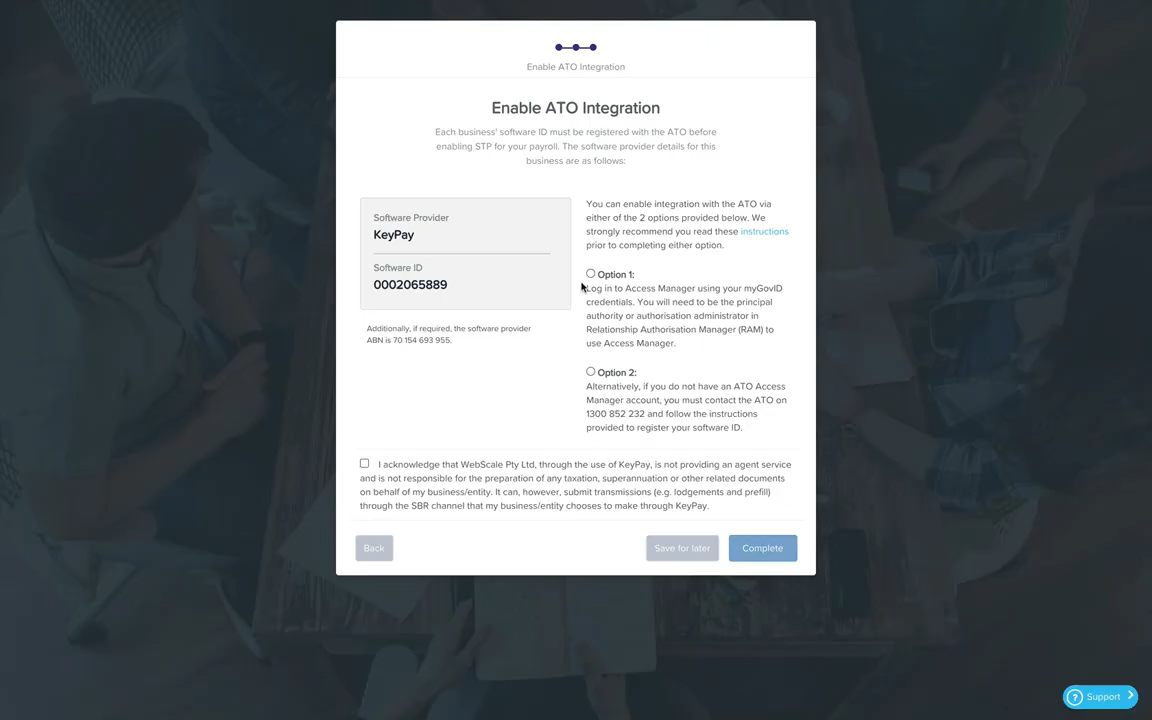 Enable ATO Integration
Enable ATO Integration
Each business' software ID must be registered with the ATO before
enabling STP for your payroll. The software provider details for this
business are as follows:
Software Provider
KeyPay
Software ID
0002065889
Additionally, if required, the software provider
ABN is 70 154 693 955.
You can enable integration with the ATO via
either of the 2 options provided below. We
strongly recommend you read these instructions
prior to completing either option.
Option 1:
Log in to Access Manager using your myGovID
credentials. You will need to be the principal
authority or authorisation administrator in
Relationship Authorisation Manager (RAM) to
use Access Manager.
Option 2:
Alternatively, if you do not have an ATO Access
Manager account, you must contact the ATO on
1300 852 232 and follow the instructions
provided to register your software ID.
I acknowledge that WebScale Pty Ltd, through the use of KeyPay, is not providing an agent service
and is not responsible for the preparation of any taxation, superannuation or other related documents
on behalf of my business/entity. It can, however, submit transmissions (e.g. lodgements and prefill)
through the SBR channel that my business/entity chooses to make through KeyPay.
Back
Save for later
Complete
? Support